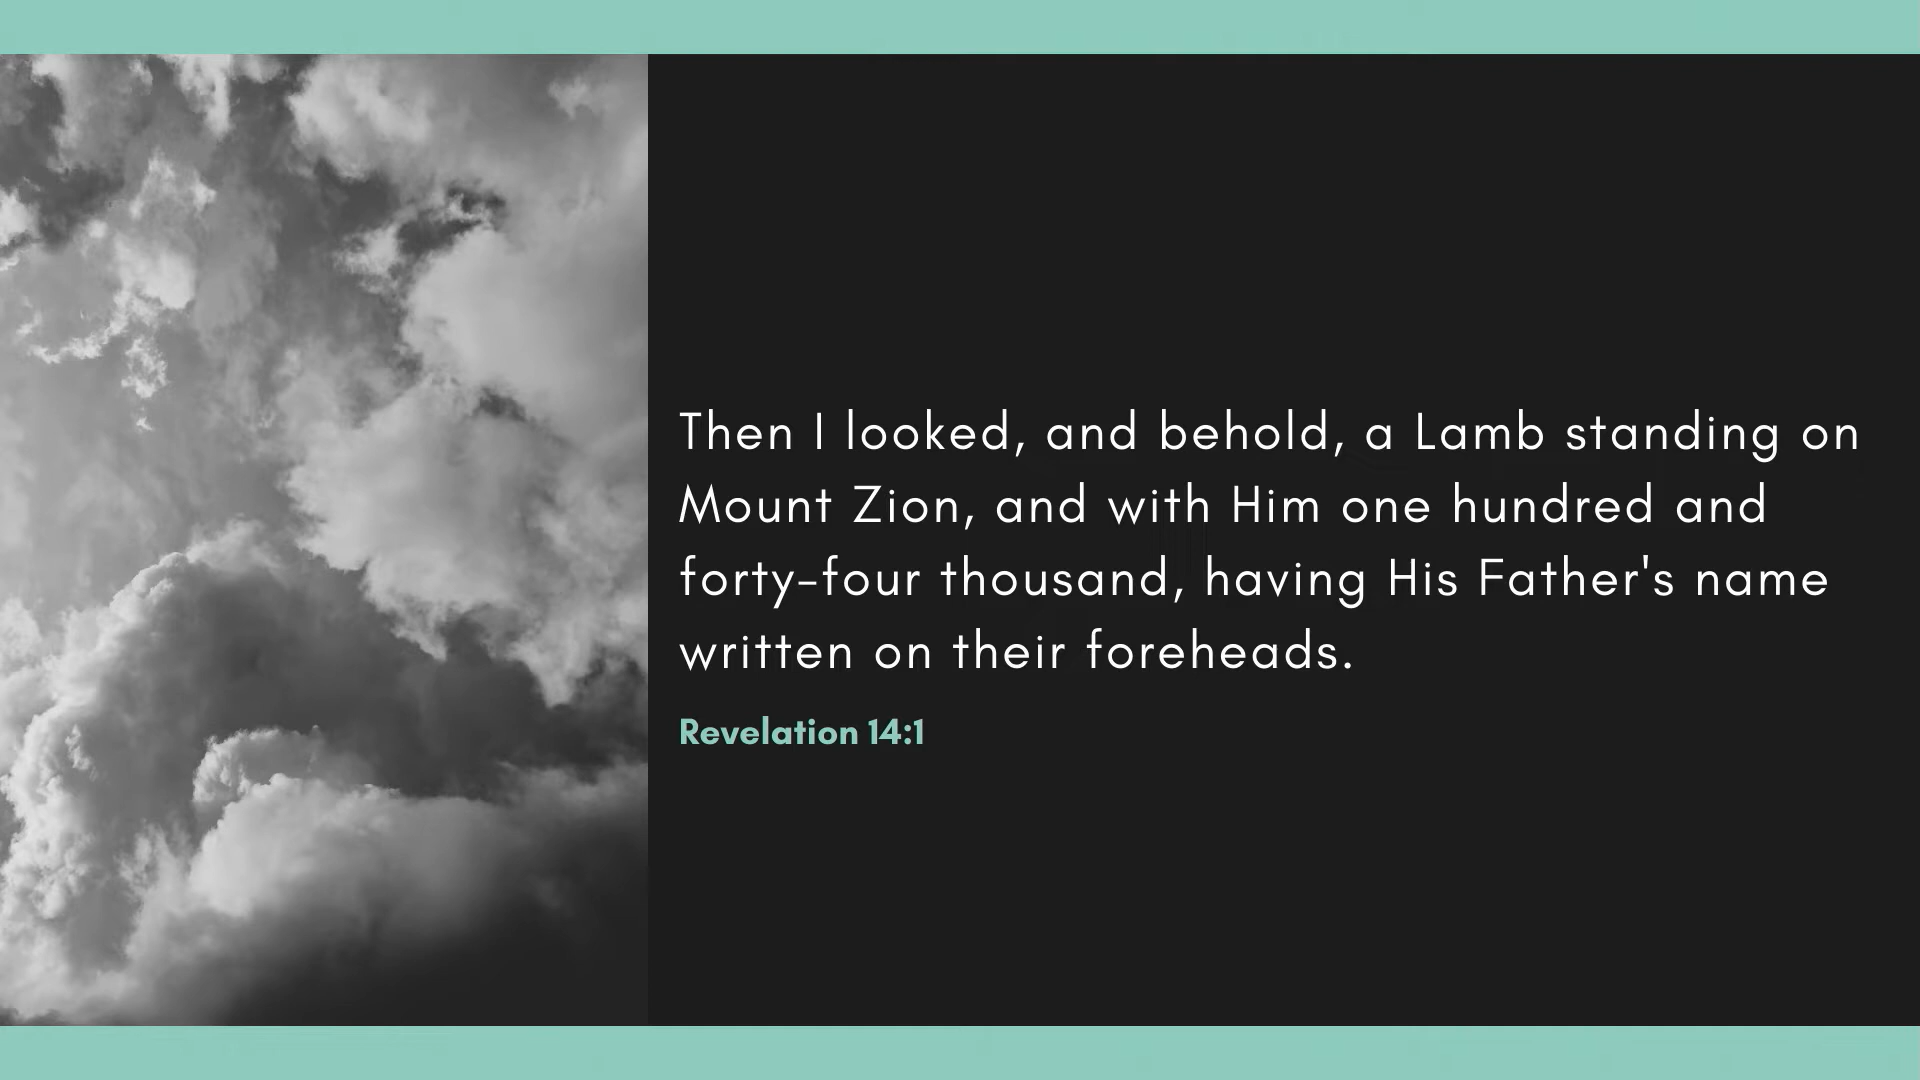 Then I looked, and behold, a Lamb standing on
Mount Zion, and with Him one hundred and
forty-four thousand, having His Father's name
written on their foreheads.
Revelation 14:1